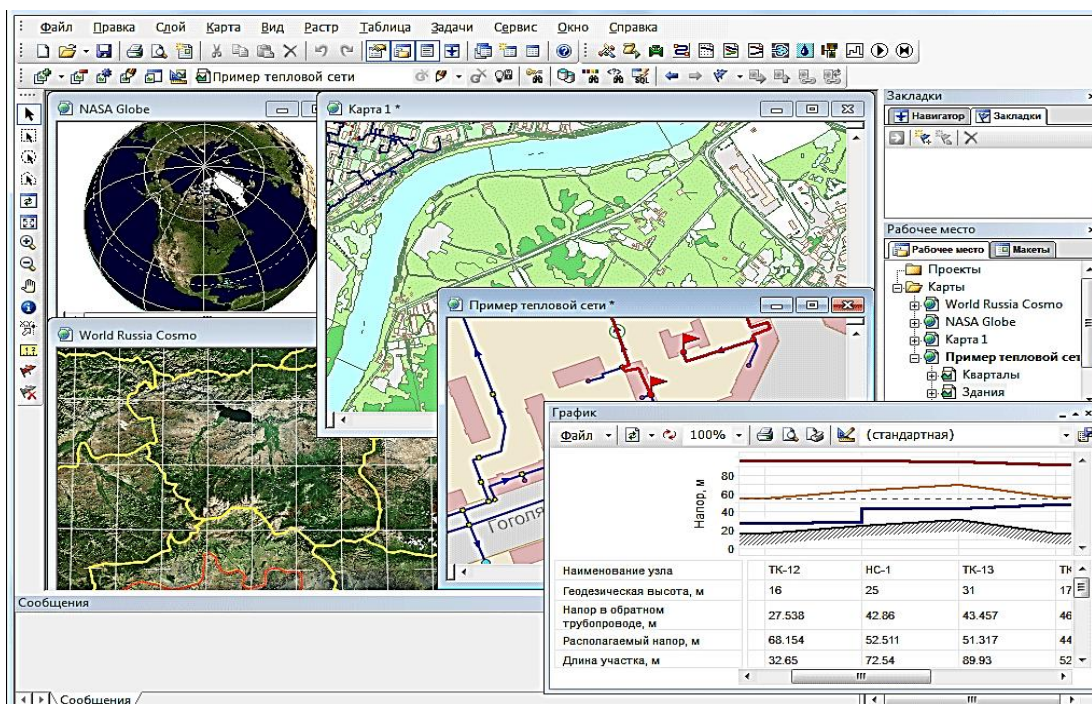 Файл Правка Слой Карта Вид Растр Таблица Задачи Сервис Окно Справка
Пример тепловой сети
SQL
NASA Globe
Карта 1 *
World Russia Cosmo
Пример тепловой сети *
Гоголя
Закладки
Навигатор Закладки
Рабочее место
Рабочее место Макеты
Проекты
Карты
World Russia Cosmo
NASA Globe
Карта 1
Пример тепловой сет
Кварталы
Здания
График
Файл 100% (стандартная)
Напор, м
80
60
40
20
0
Наименование узла ТК-12 НС-1 ТК-13 ТК
Геодезическая высота, м 16 25 31 17
Напор в обратном
трубопроводе, м 27.538 42.86 43.457 46
Располагаемый напор, м 68.154 52.511 51.317 44
Длина участка, м 32.65 72.54 89.93 52
Сообщения
Сообщения